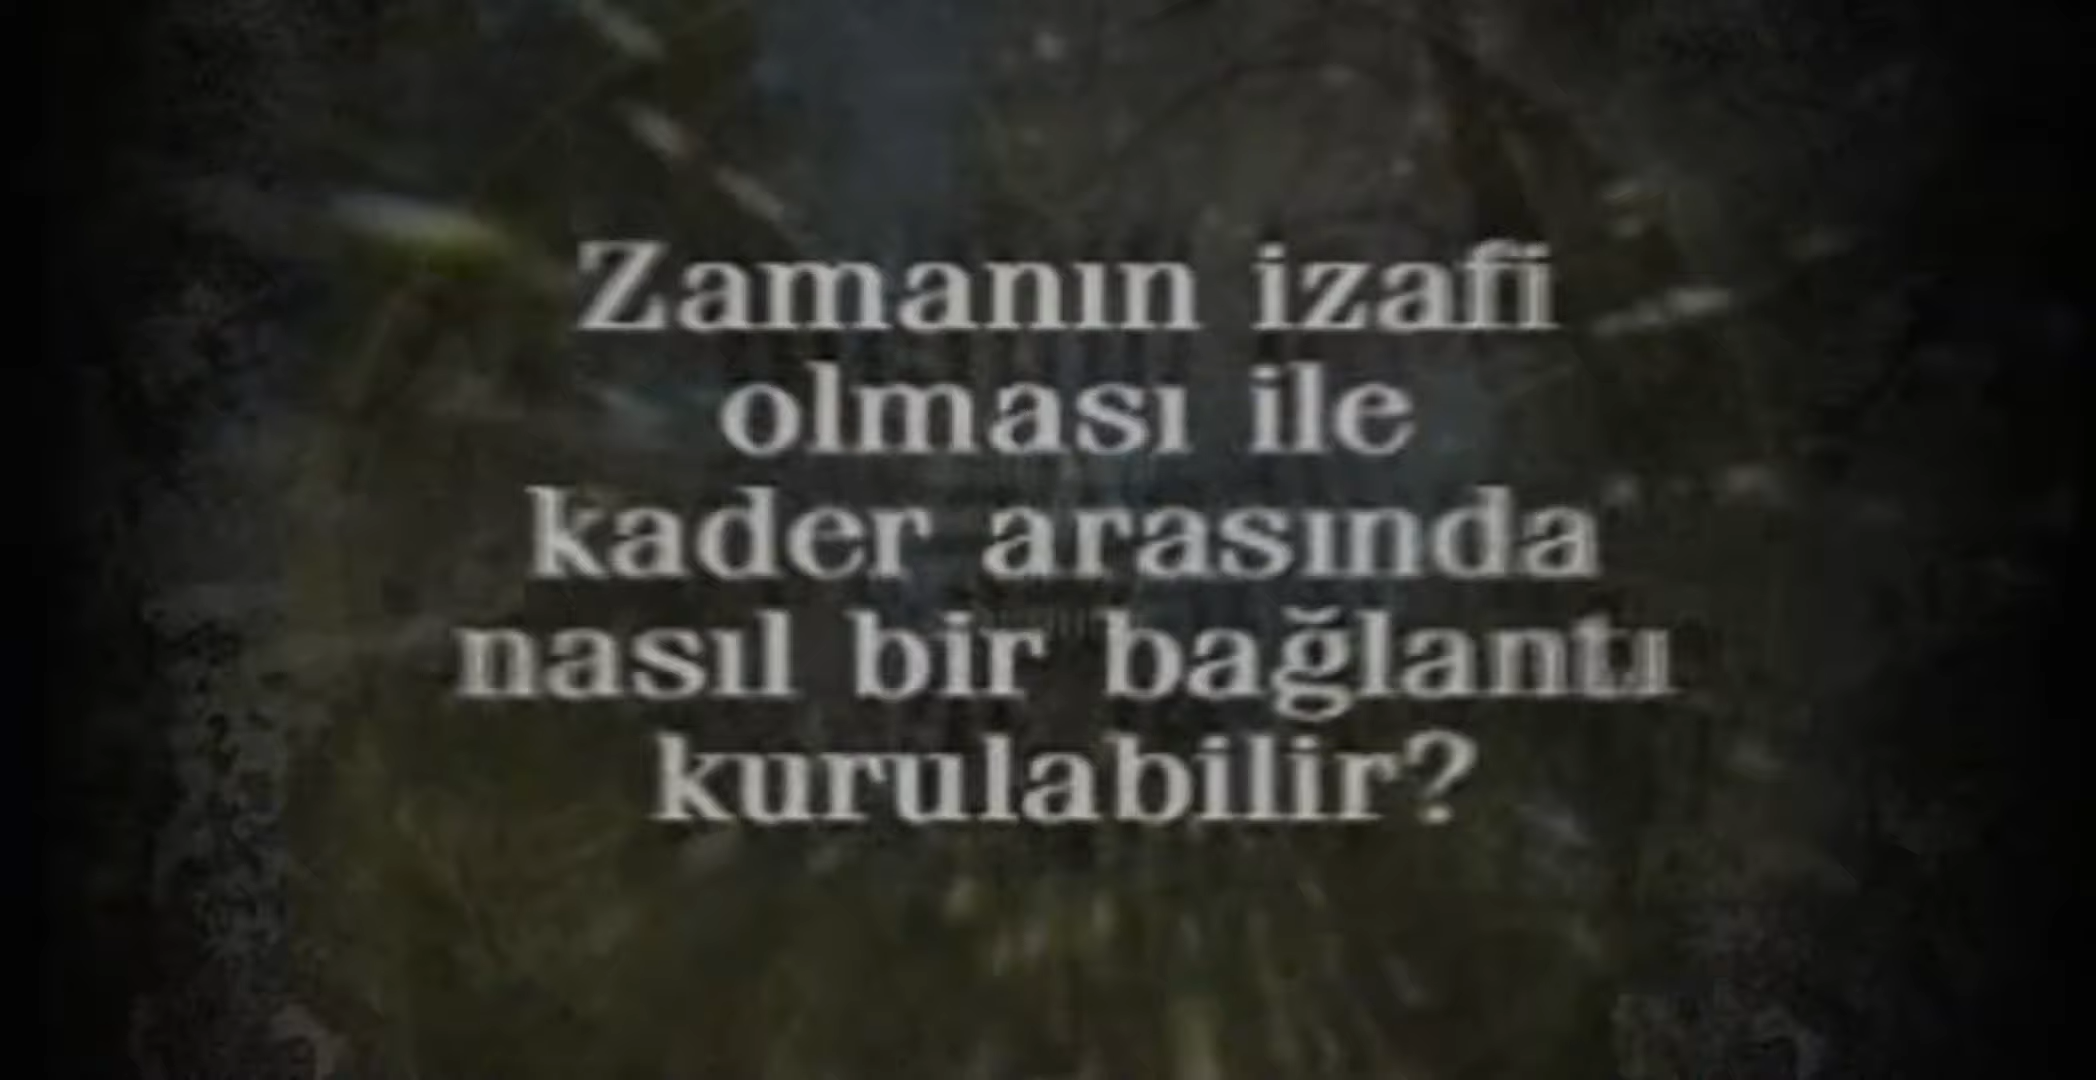 Zamanın izafi
olması ile
kader arasında
nasıl bir bağlantı
kurulabilir?